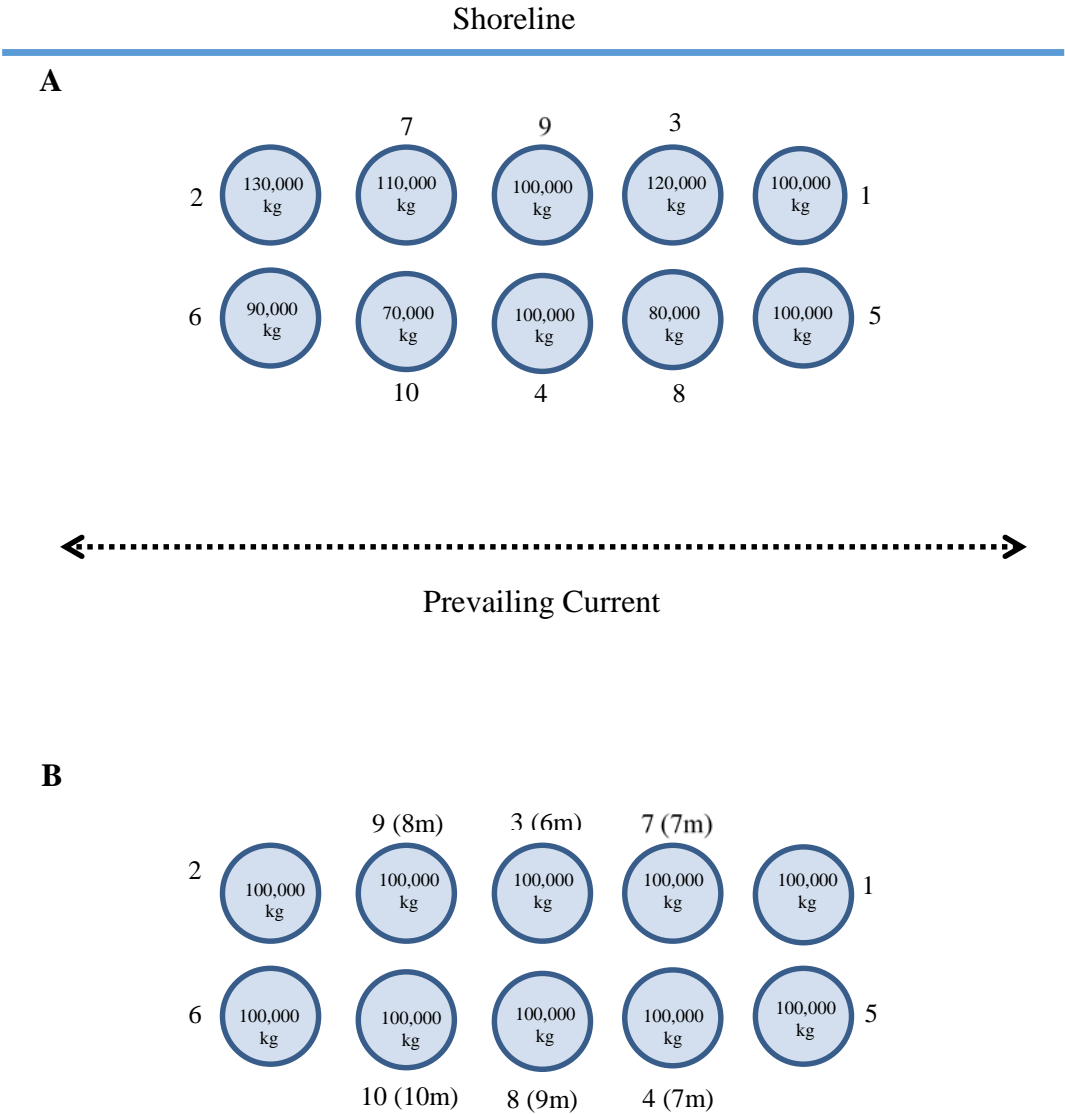 Shoreline
A
7 9 3
2 130,000 kg 110,000 kg 100,000 kg 120,000 kg 100,000 kg 1
6 90,000 kg 70,000 kg 100,000 kg 80,000 kg 100,000 kg 5
10 4 8
Prevailing Current
B
9 (8m) 3 (6m) 7 (7m)
2 100,000 kg 100,000 kg 100,000 kg 100,000 kg 100,000 kg 1
6 100,000 kg 100,000 kg 100,000 kg 100,000 kg 100,000 kg 5
10 (10m) 8 (9m) 4 (7m)